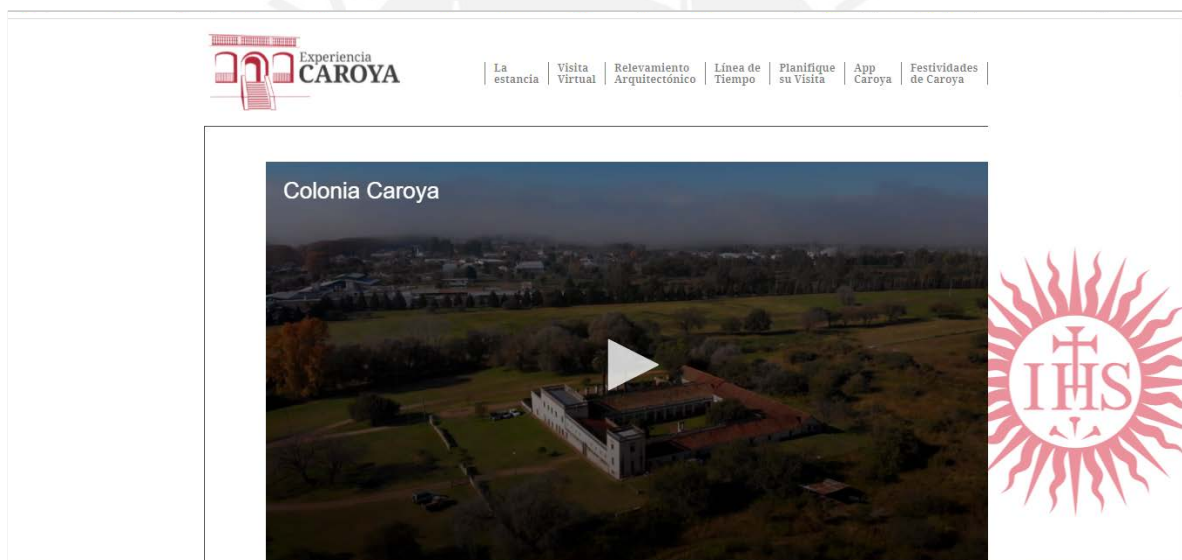 Experiencia
CAROYA
La estancia
Visita Virtual
Relevamiento Arquitectónico
Línea de Tiempo
Planifique su Visita
App Caroya
Festividades de Caroya
Colonia Caroya
IHS